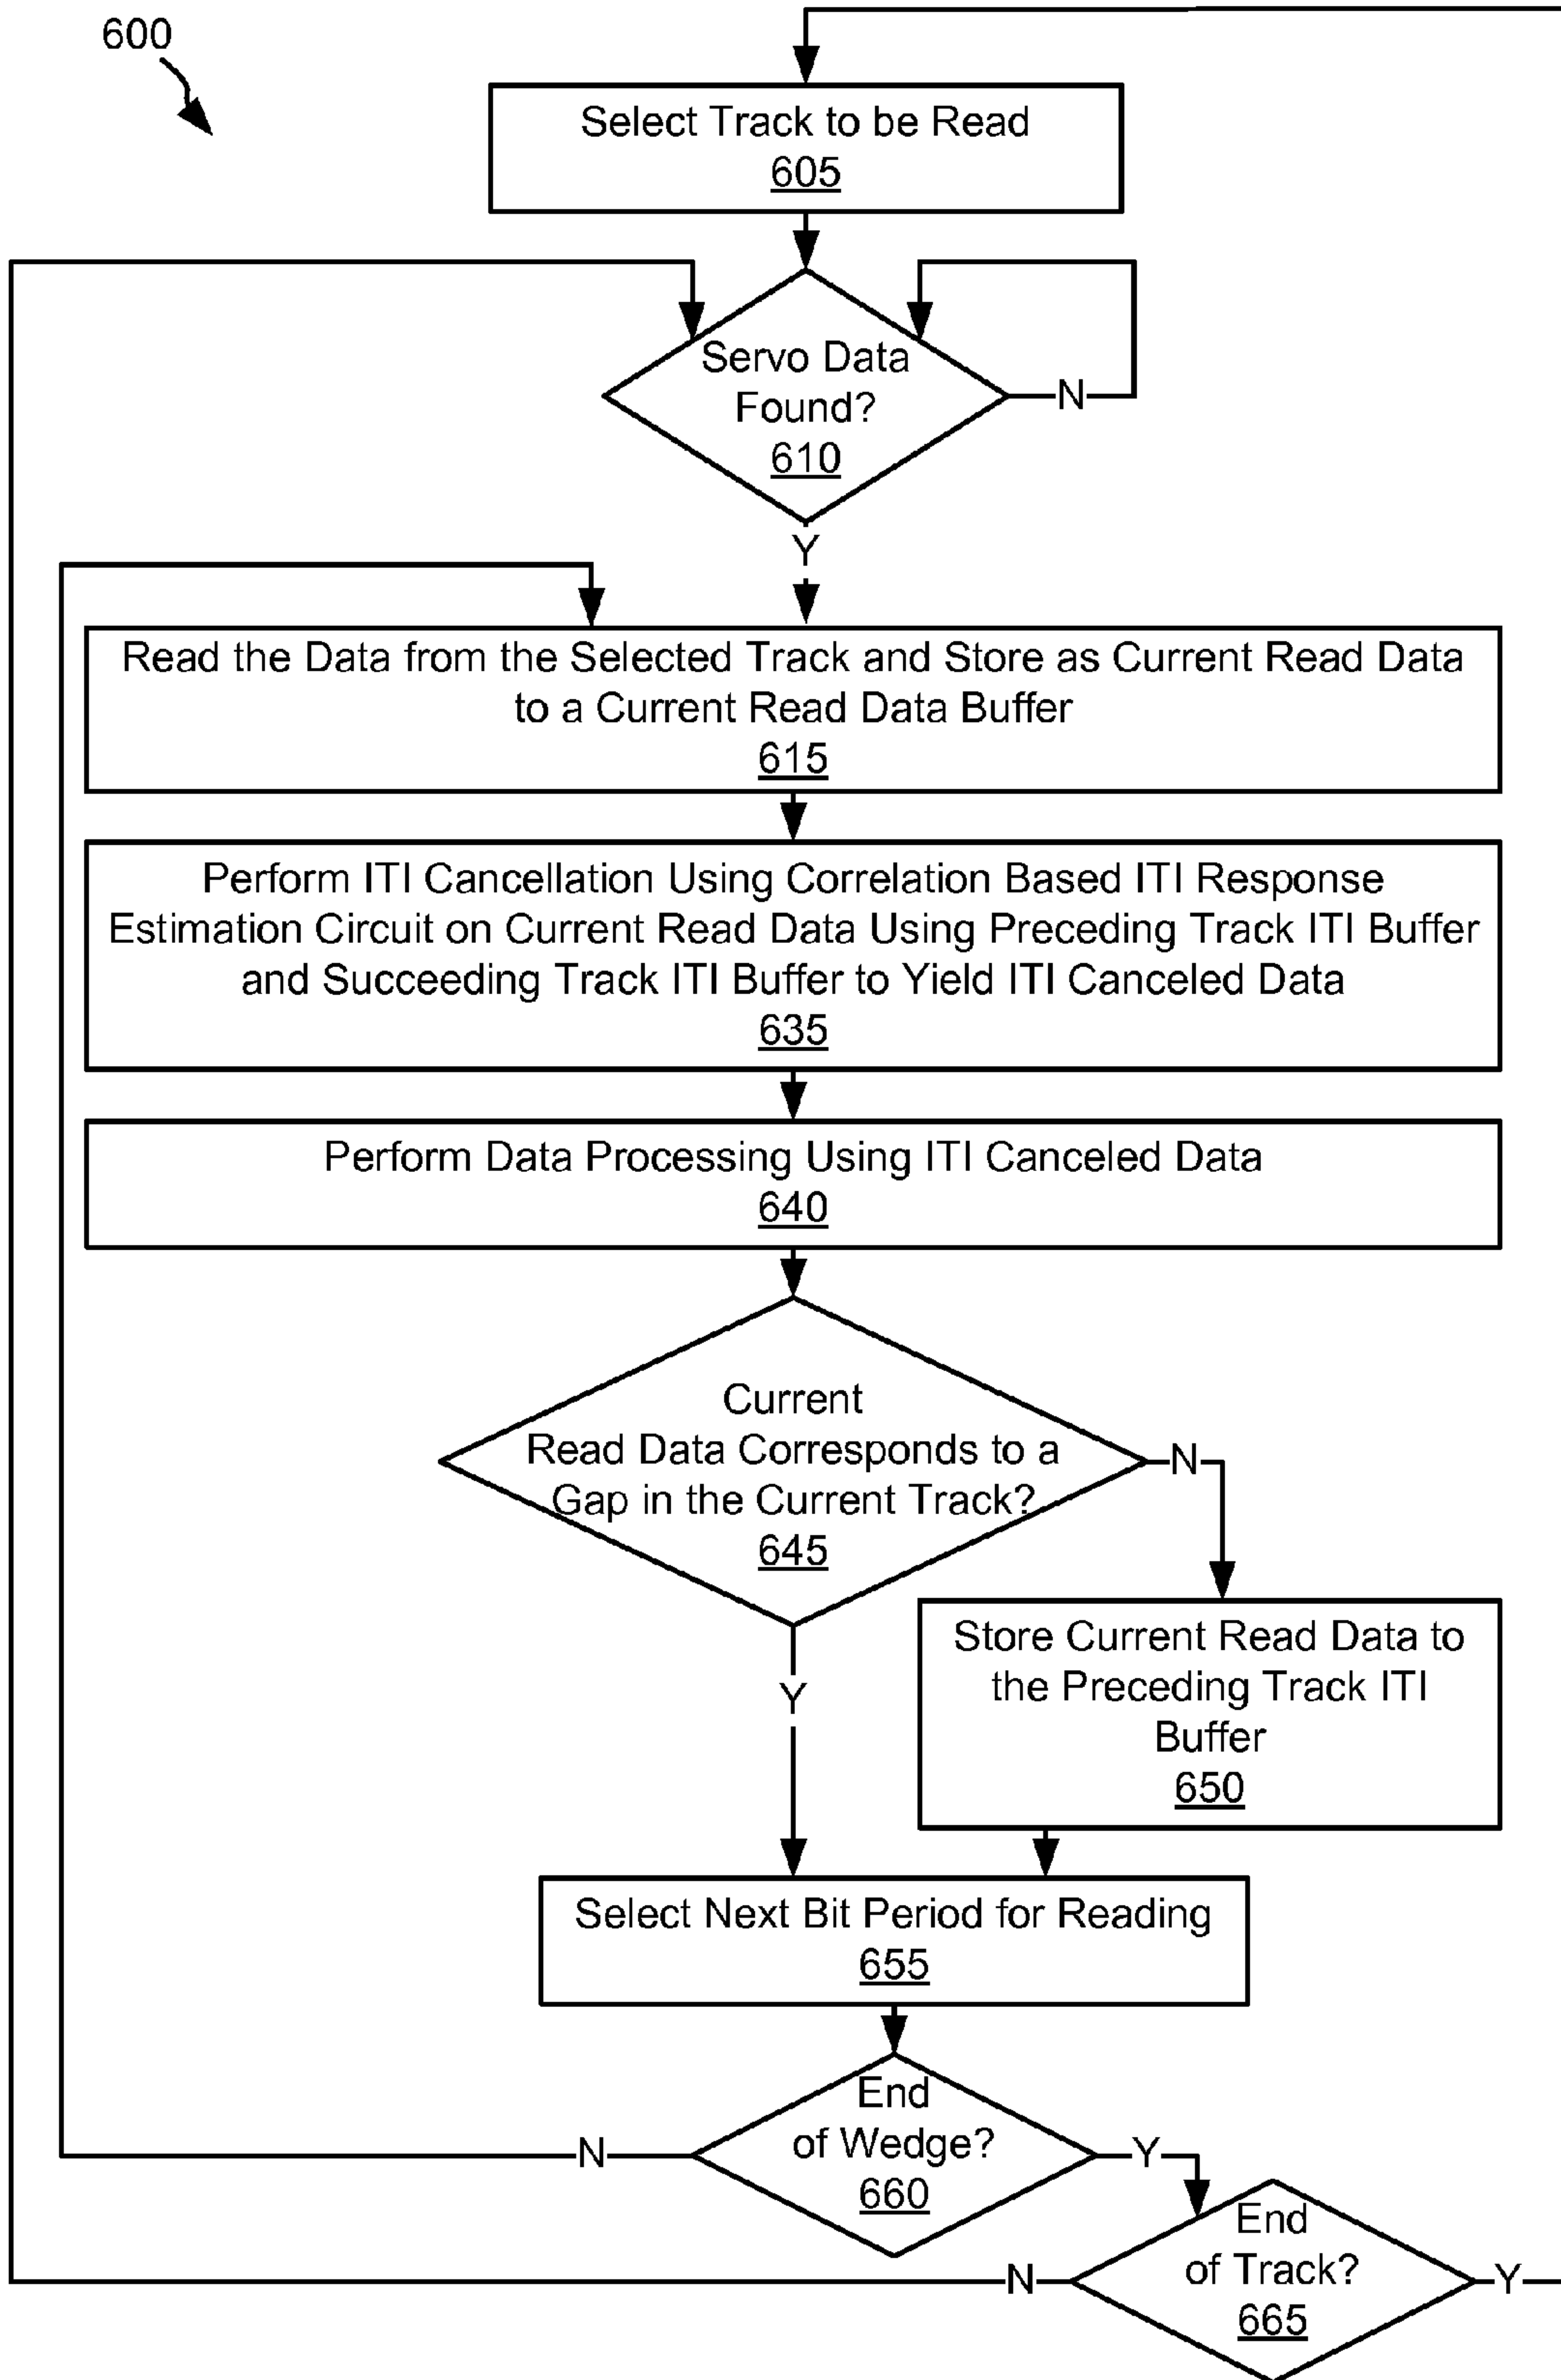 600
Select Track to be Read
605
Servo Data
Found?
610
N
Y
Read the Data from the Selected Track and Store as Current Read Data
to a Current Read Data Buffer
615
Perform ITI Cancellation Using Correlation Based ITI Response
Estimation Circuit on Current Read Data Using Preceding Track ITI Buffer
and Succeeding Track ITI Buffer to Yield ITI Canceled Data
635
Perform Data Processing Using ITI Canceled Data
640
Current
Read Data Corresponds to a
Gap in the Current Track?
645
N
Y
Store Current Read Data to
the Preceding Track ITI
Buffer
650
Select Next Bit Period for Reading
655
End
of Wedge?
660
N
Y
End
of Track?
665
N
Y